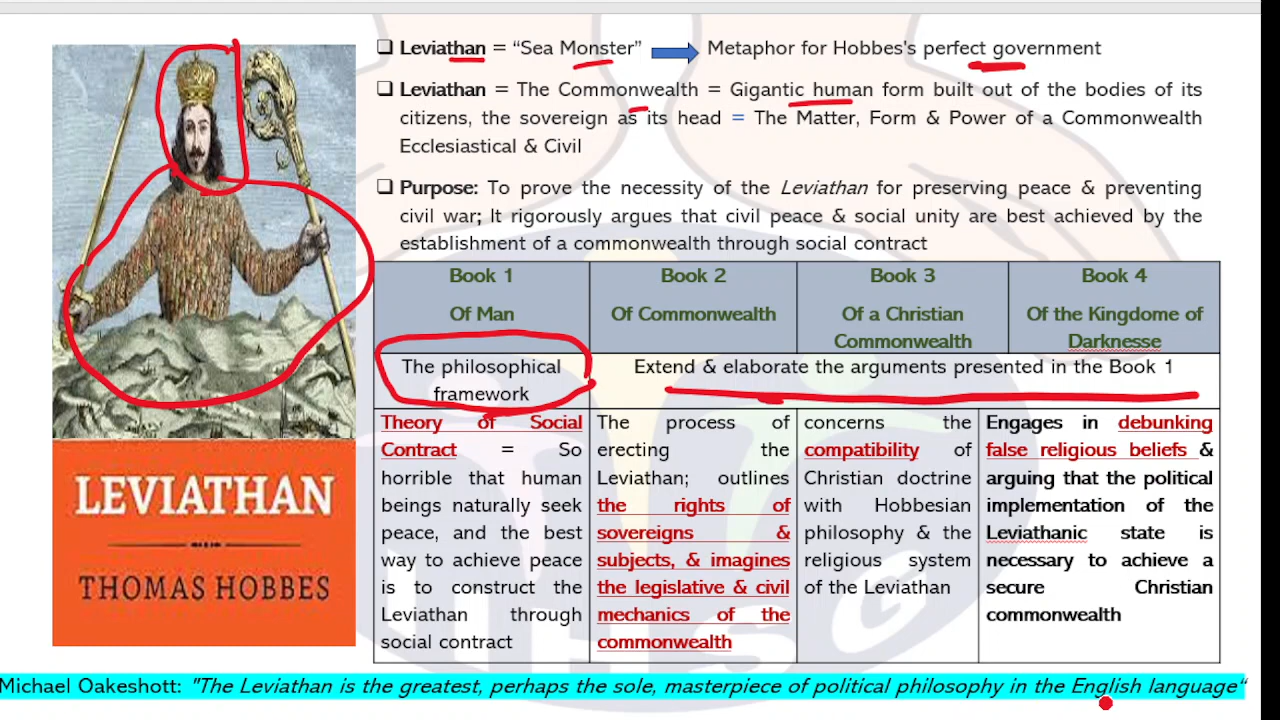 ❑ Leviathan = “Sea Monster” Metaphor for Hobbes's perfect government
❑ Leviathan = The Commonwealth = Gigantic human form built out of the bodies of its
citizens, the sovereign as its head = The Matter, Form & Power of a Commonwealth
Ecclesiastical & Civil
❑ Purpose: To prove the necessity of the Leviathan for preserving peace & preventing
civil war; It rigorously argues that civil peace & social unity are best achieved by the
establishment of a commonwealth through social contract
Book 1
Of Man
Book 2
Of Commonwealth
Book 3
Of a Christian
Commonwealth
Book 4
Of the Kingdome of
Darknesse
The philosophical
framework
Extend & elaborate the arguments presented in the Book 1
Theory of Social
Contract = So
horrible that human
beings naturally seek
peace, and the best
way to achieve peace
is to construct the
Leviathan through
social contract
The process of
erecting the
Leviathan; outlines
the rights of
sovereigns &
subjects, & imagines
the legislative & civil
mechanics of the
commonwealth
concerns the
compatibility of
Christian doctrine
with Hobbesian
philosophy & the
religious system
of the Leviathan
Engages in debunking
false religious beliefs &
arguing that the political
implementation of the
Leviathanic state is
necessary to achieve a
secure Christian
commonwealth
LEVIATHAN
THOMAS HOBBES
Michael Oakeshott: "The Leviathan is the greatest, perhaps the sole, masterpiece of political philosophy in the English language“